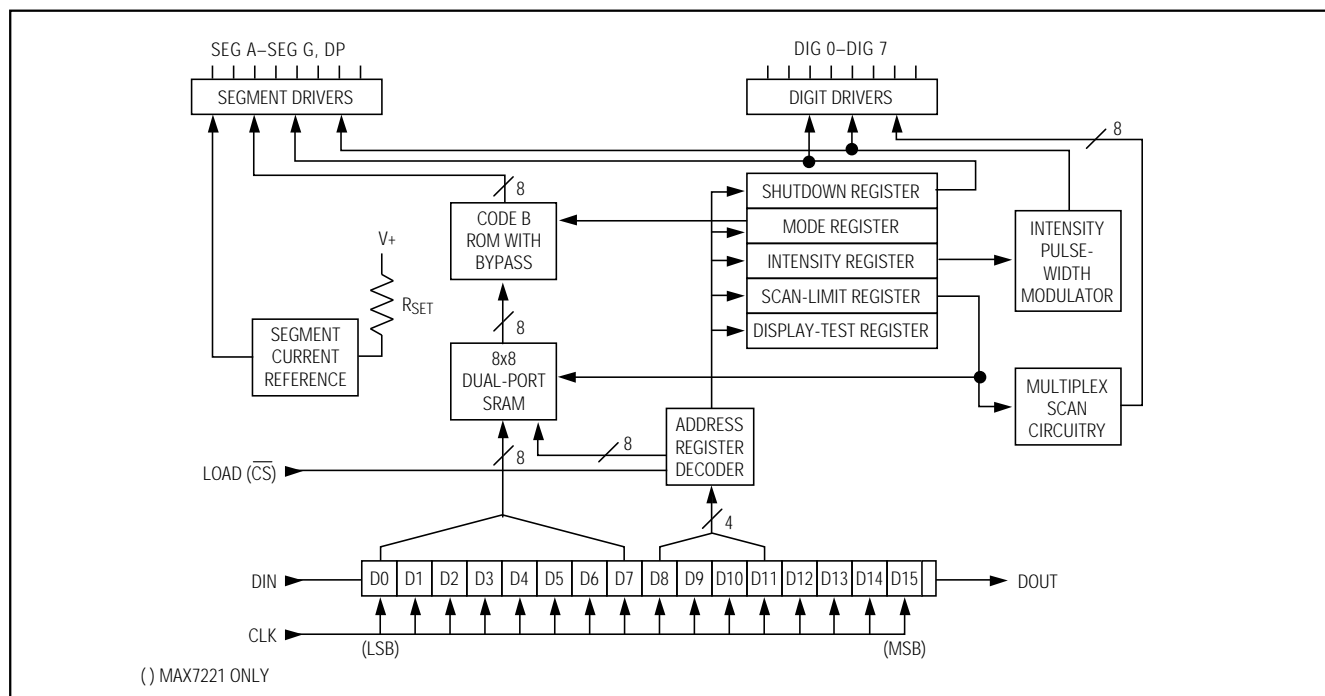 SEG A–SEG G, DP
DIG 0–DIG 7
SEGMENT DRIVERS
DIGIT DRIVERS
8
8
SHUTDOWN REGISTER
MODE REGISTER
INTENSITY REGISTER
SCAN-LIMIT REGISTER
DISPLAY-TEST REGISTER
CODE B
ROM WITH
BYPASS
INTENSITY
PULSE-
WIDTH
MODULATOR
V+
RSET
8
SEGMENT
CURRENT
REFERENCE
8x8
DUAL-PORT
SRAM
MULTIPLEX
SCAN
CIRCUITRY
ADDRESS
REGISTER
DECODER
8
8
LOAD (C̅S̅)
4
DIN
D0 D1 D2 D3 D4 D5 D6 D7 D8 D9 D10 D11 D12 D13 D14 D15
DOUT
CLK
(LSB)
(MSB)
( ) MAX7221 ONLY